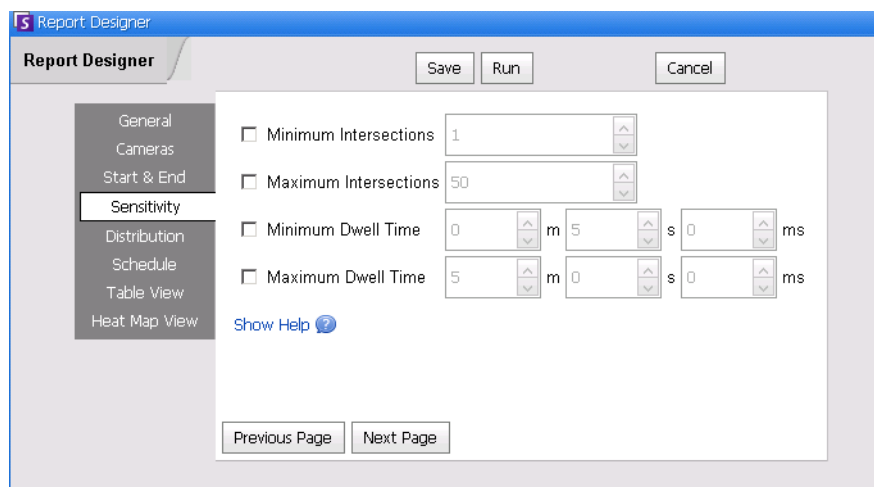 Report Designer
Report Designer
Save Run Cancel
General
Cameras
Start & End
Sensitivity
Distribution
Schedule
Table View
Heat Map View
Minimum Intersections 1
Maximum Intersections 50
Minimum Dwell Time 0 m 5 s 0 ms
Maximum Dwell Time 5 m 0 s 0 ms
Show Help ?
Previous Page Next Page